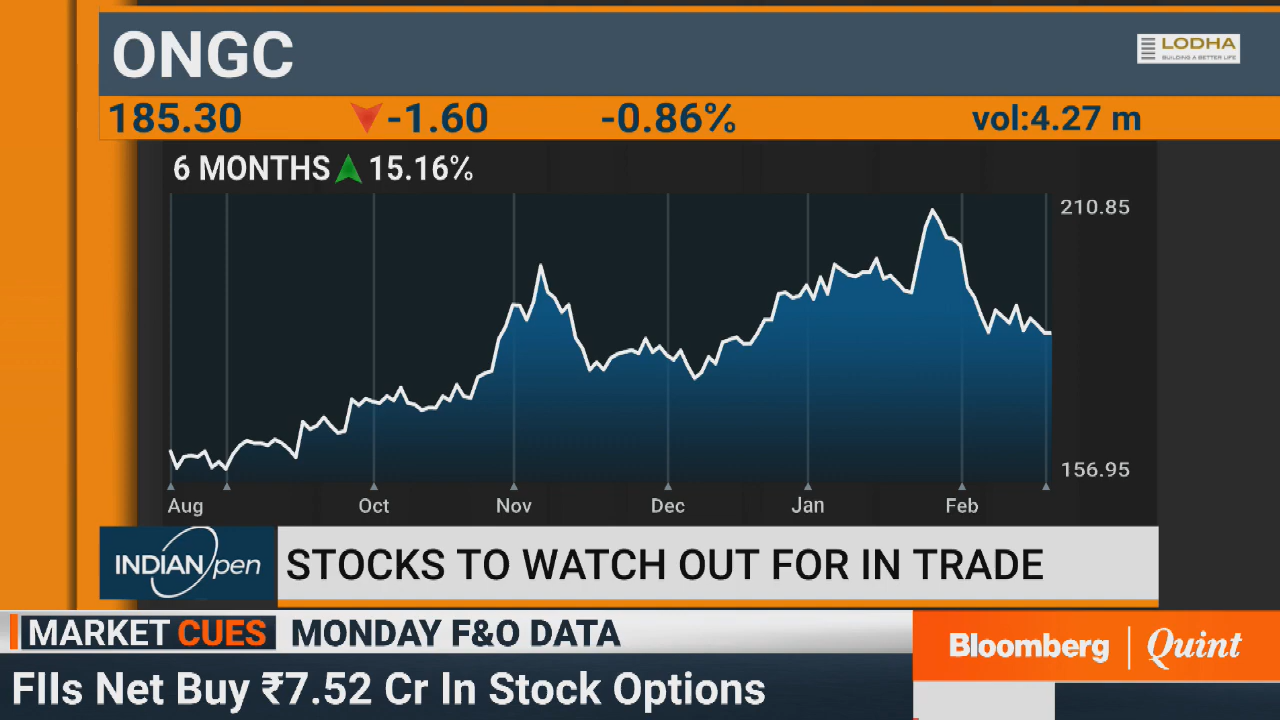 ONGC
LODHA
BUILDING A BETTER LIFE
185.30 -1.60 -0.86% vol:4.27 m
6 MONTHS 15.16%
210.85
156.95
Aug Oct Nov Dec Jan Feb
INDIAN Open STOCKS TO WATCH OUT FOR IN TRADE
MARKET CUES MONDAY F&O DATA
Bloomberg | Quint
FIIs Net Buy ₹7.52 Cr In Stock Options